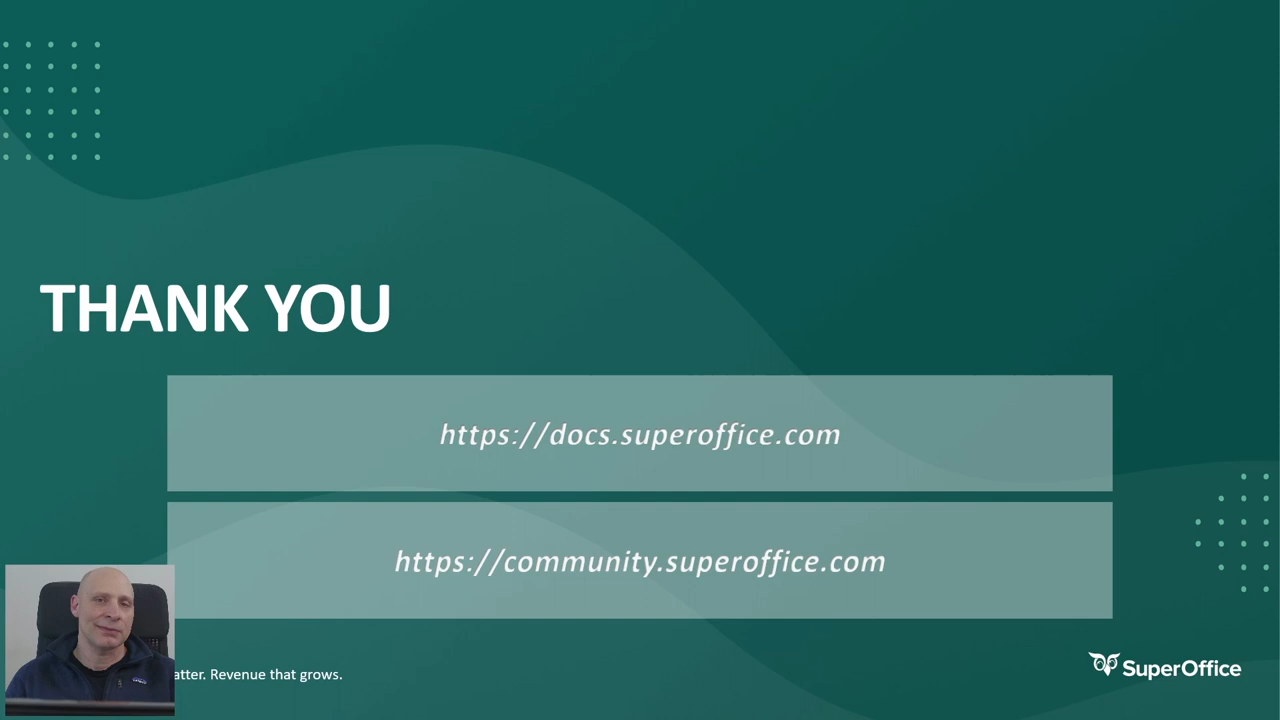 THANK YOU
https://docs.superoffice.com
https://community.superoffice.com
atter. Revenue that grows.
SuperOffice